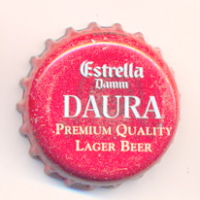 Estrella
Damm
DAURA
PREMIUM QUALITY
LAGER BEER